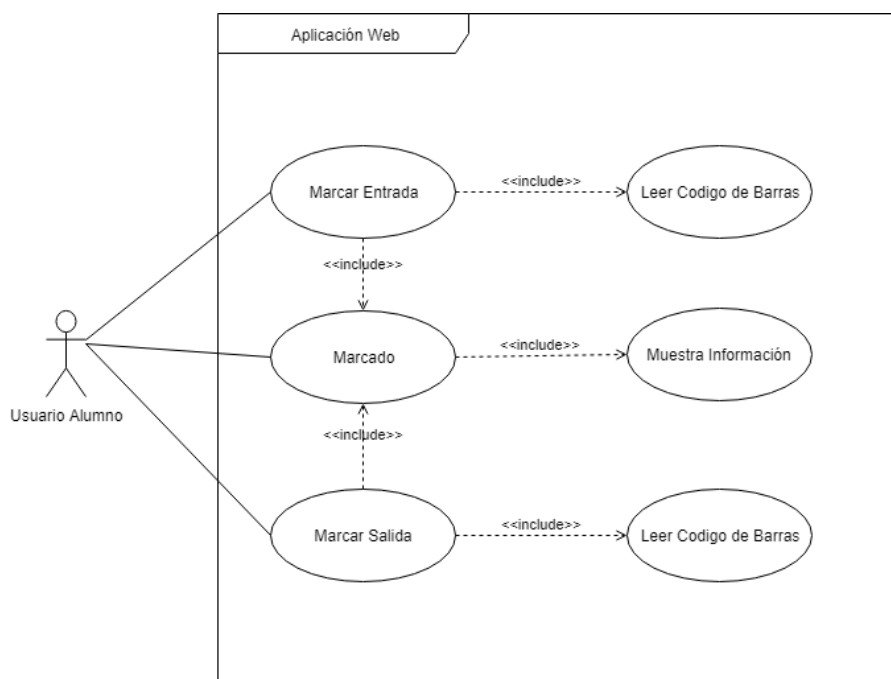 Aplicación Web
Marcar Entrada
<<include>>
Leer Codigo de Barras
<<include>>
Marcado
<<include>>
Muestra Información
Usuario Alumno
<<include>>
Marcar Salida
<<include>>
Leer Codigo de Barras